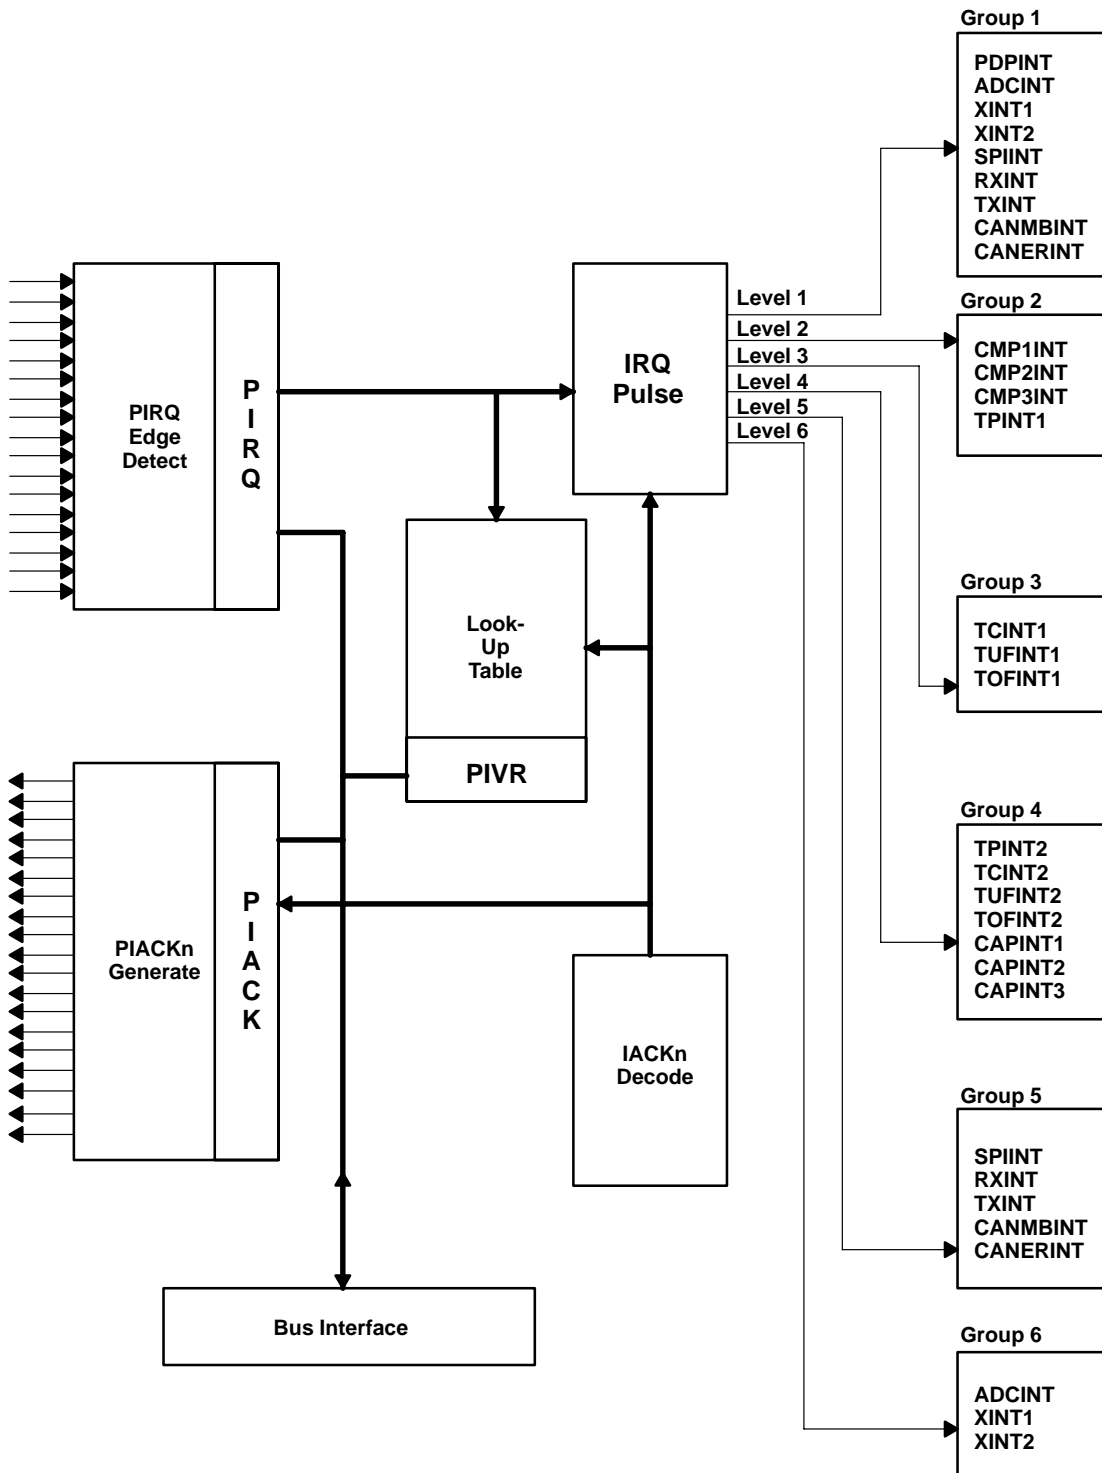 Group 1
PDPINT
ADCINT
XINT1
XINT2
SPIINT
RXINT
TXINT
CANMBINT
CANERINT
Level 1
Level 2
Level 3
Level 4
Level 5
Level 6
IRQ
Pulse
Group 2
CMP1INT
CMP2INT
CMP3INT
TPINT1
PIRQ
Edge
Detect
P
I
R
Q
Look-
Up
Table
PIVR
Group 3
TCINT1
TUFINT1
TOFINT1
Group 4
TPINT2
TCINT2
TUFINT2
TOFINT2
CAPINT1
CAPINT2
CAPINT3
PIACKn
Generate
P
I
A
C
K
IACKn
Decode
Group 5
SPIINT
RXINT
TXINT
CANMBINT
CANERINT
Bus Interface
Group 6
ADCINT
XINT1
XINT2